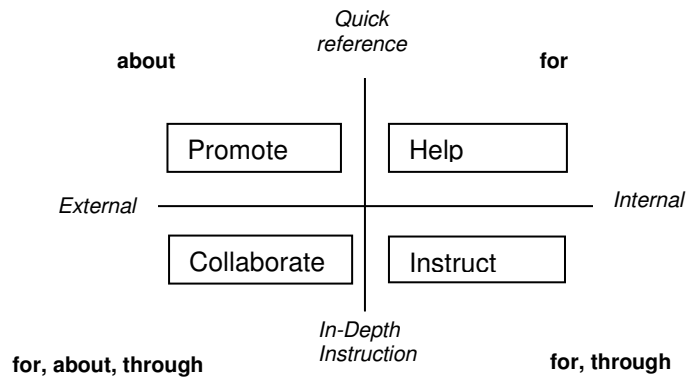 Quick
reference
about
for
Promote
Help
External
Internal
Collaborate
Instruct
In-Depth
Instruction
for, about, through
for, through